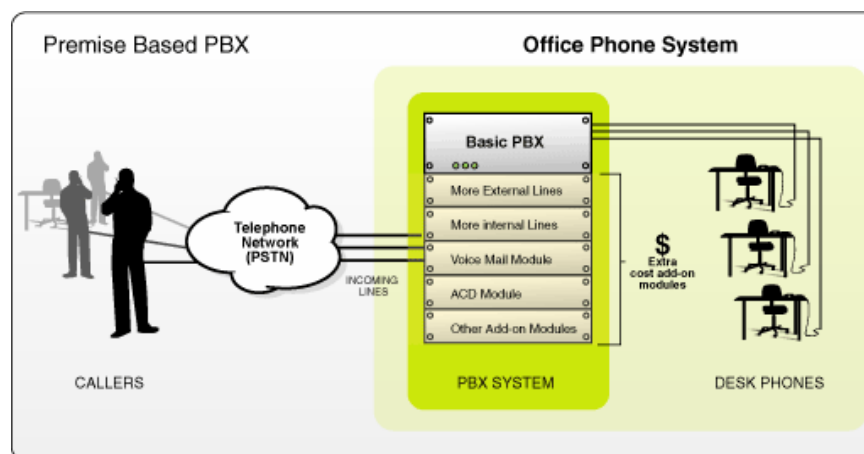 Premise Based PBX
Office Phone System
Basic PBX
More External Lines
More internal Lines
Voice Mail Module
ACD Module
Other Add-on Modules
Telephone
Network
(PSTN)
INCOMING
LINES
$
Extra
cost add-on
modules
CALLERS
PBX SYSTEM
DESK PHONES